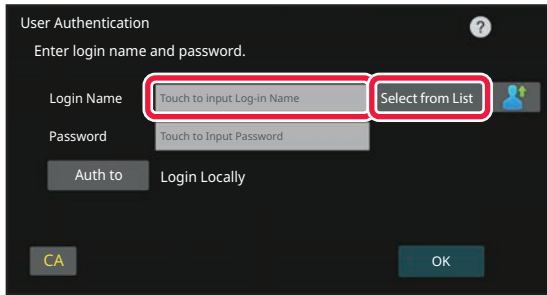 User Authentication
?
Enter login name and password.
Login Name Touch to input Log-in Name Select from List
Password Touch to Input Password
Auth to Login Locally
CA OK